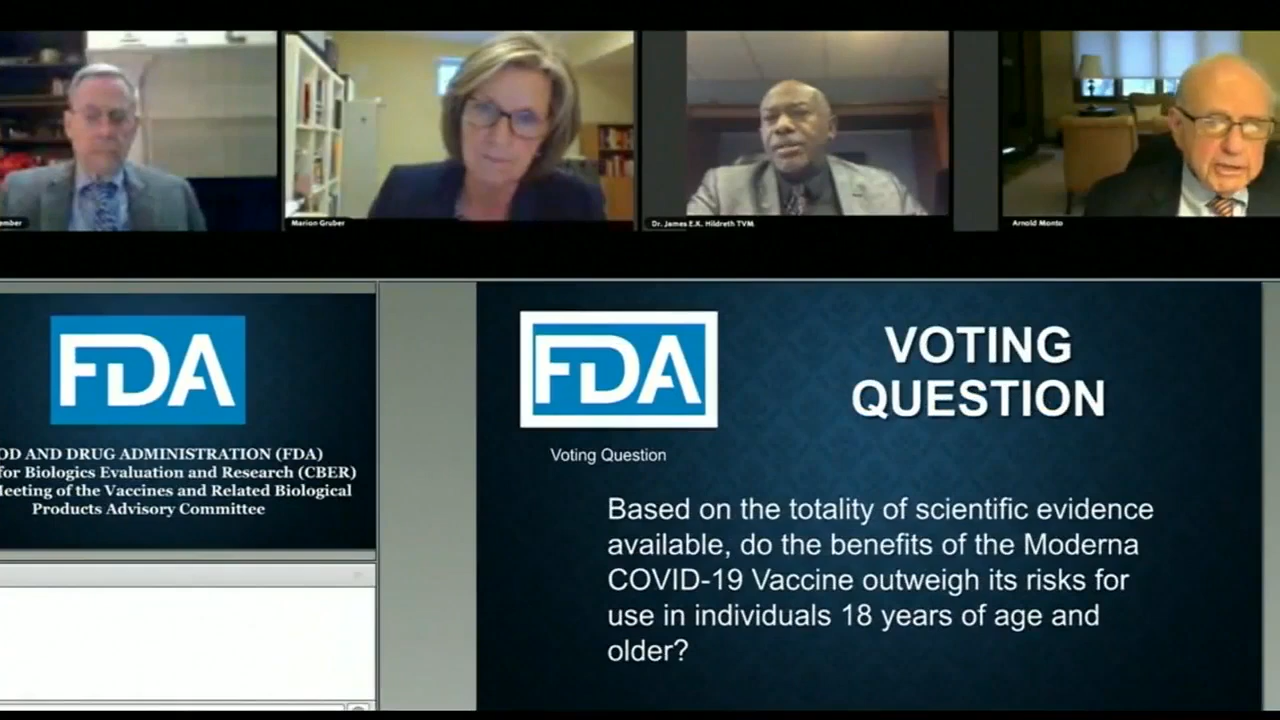 ember
Marion Gruber
Dr. James E.K. Hildreth TVM
Arnold Monto
FDA
OD AND DRUG ADMINISTRATION (FDA)
for Biologics Evaluation and Research (CBER)
Meeting of the Vaccines and Related Biological
Products Advisory Committee
FDA
VOTING
QUESTION
Voting Question
Based on the totality of scientific evidence
available, do the benefits of the Moderna
COVID-19 Vaccine outweigh its risks for
use in individuals 18 years of age and
older?